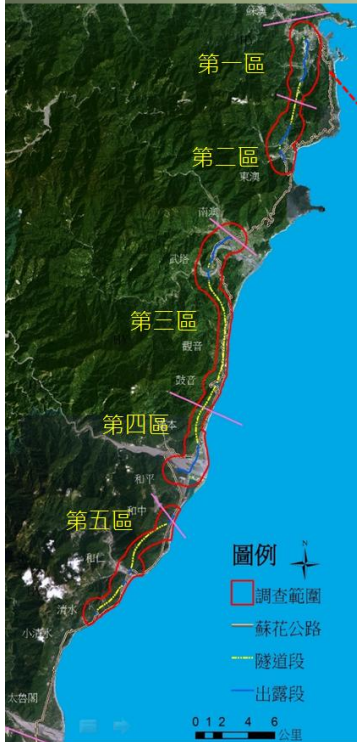 蘇澳
第一區
第二區
東澳
南澳
武塔
第三區
觀音
鼓音
第四區
本
和平
第五區
和中
和仁
清水
小清水
太魯閣
圖例
N
調查範圍
蘇花公路
隧道段
出露段
0 1 2 4 6
公里